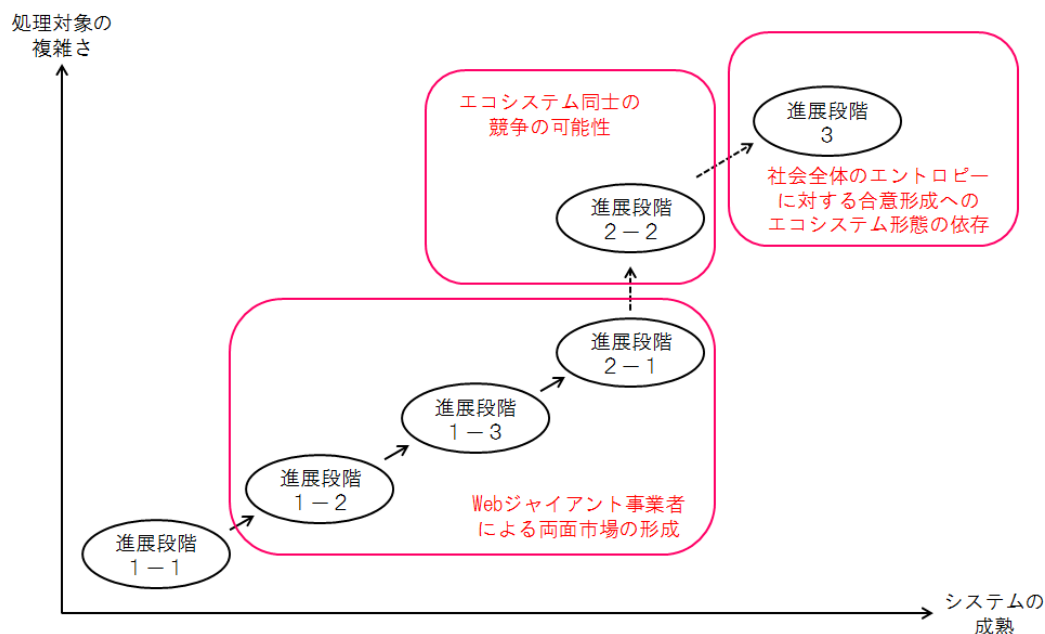 処理対象の
複雑さ
エコシステム同士の
競争の可能性
進展段階
3
社会全体のエントロピー
に対する合意形成への
エコシステム形態の依存
進展段階
2－2
進展段階
2－1
進展段階
1－3
進展段階
1－2
Webジャイアント事業者
による両面市場の形成
進展段階
1－1
システムの
成熟